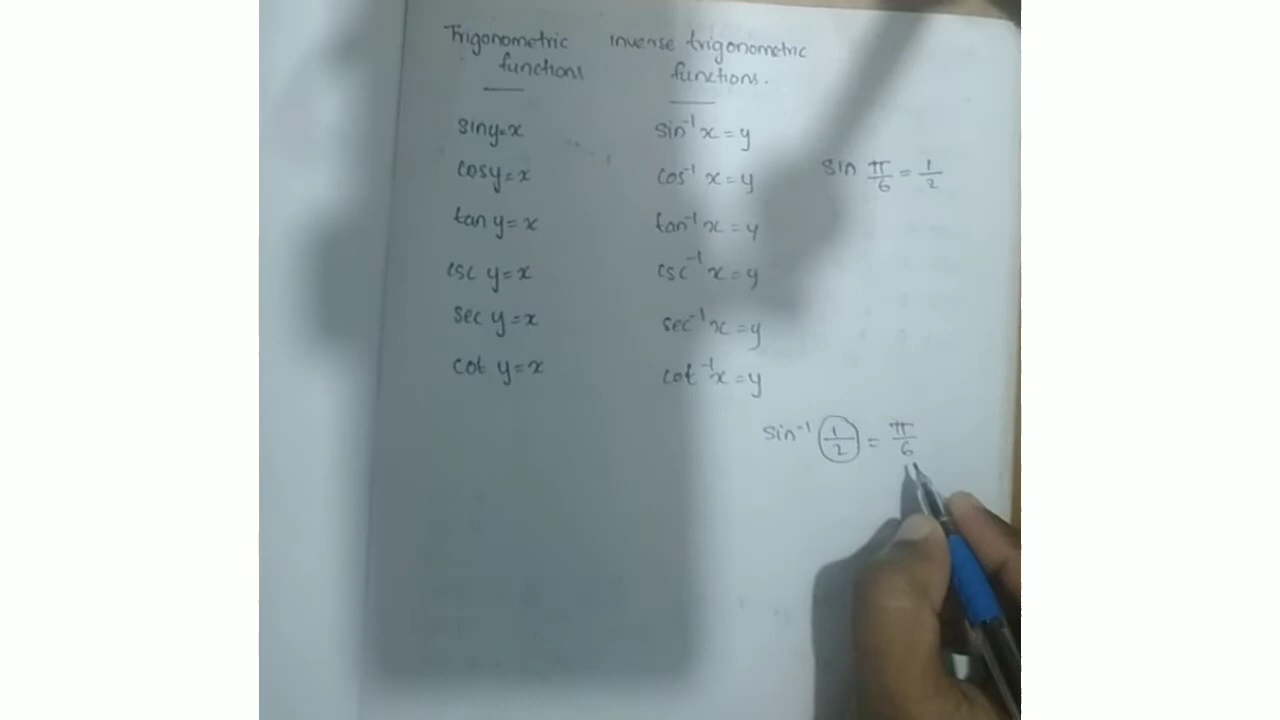 Trigonometric functions
Inverse trigonometric functions.
sin y = x    sin⁻¹ x = y
cos y = x    cos⁻¹ x = y
sin π/6 = 1/2
tan y = x    tan⁻¹ x = y
csc y = x    csc⁻¹ x = y
sec y = x    sec⁻¹ x = y
cot y = x    cot⁻¹ x = y
sin⁻¹ (1/2) = π/6